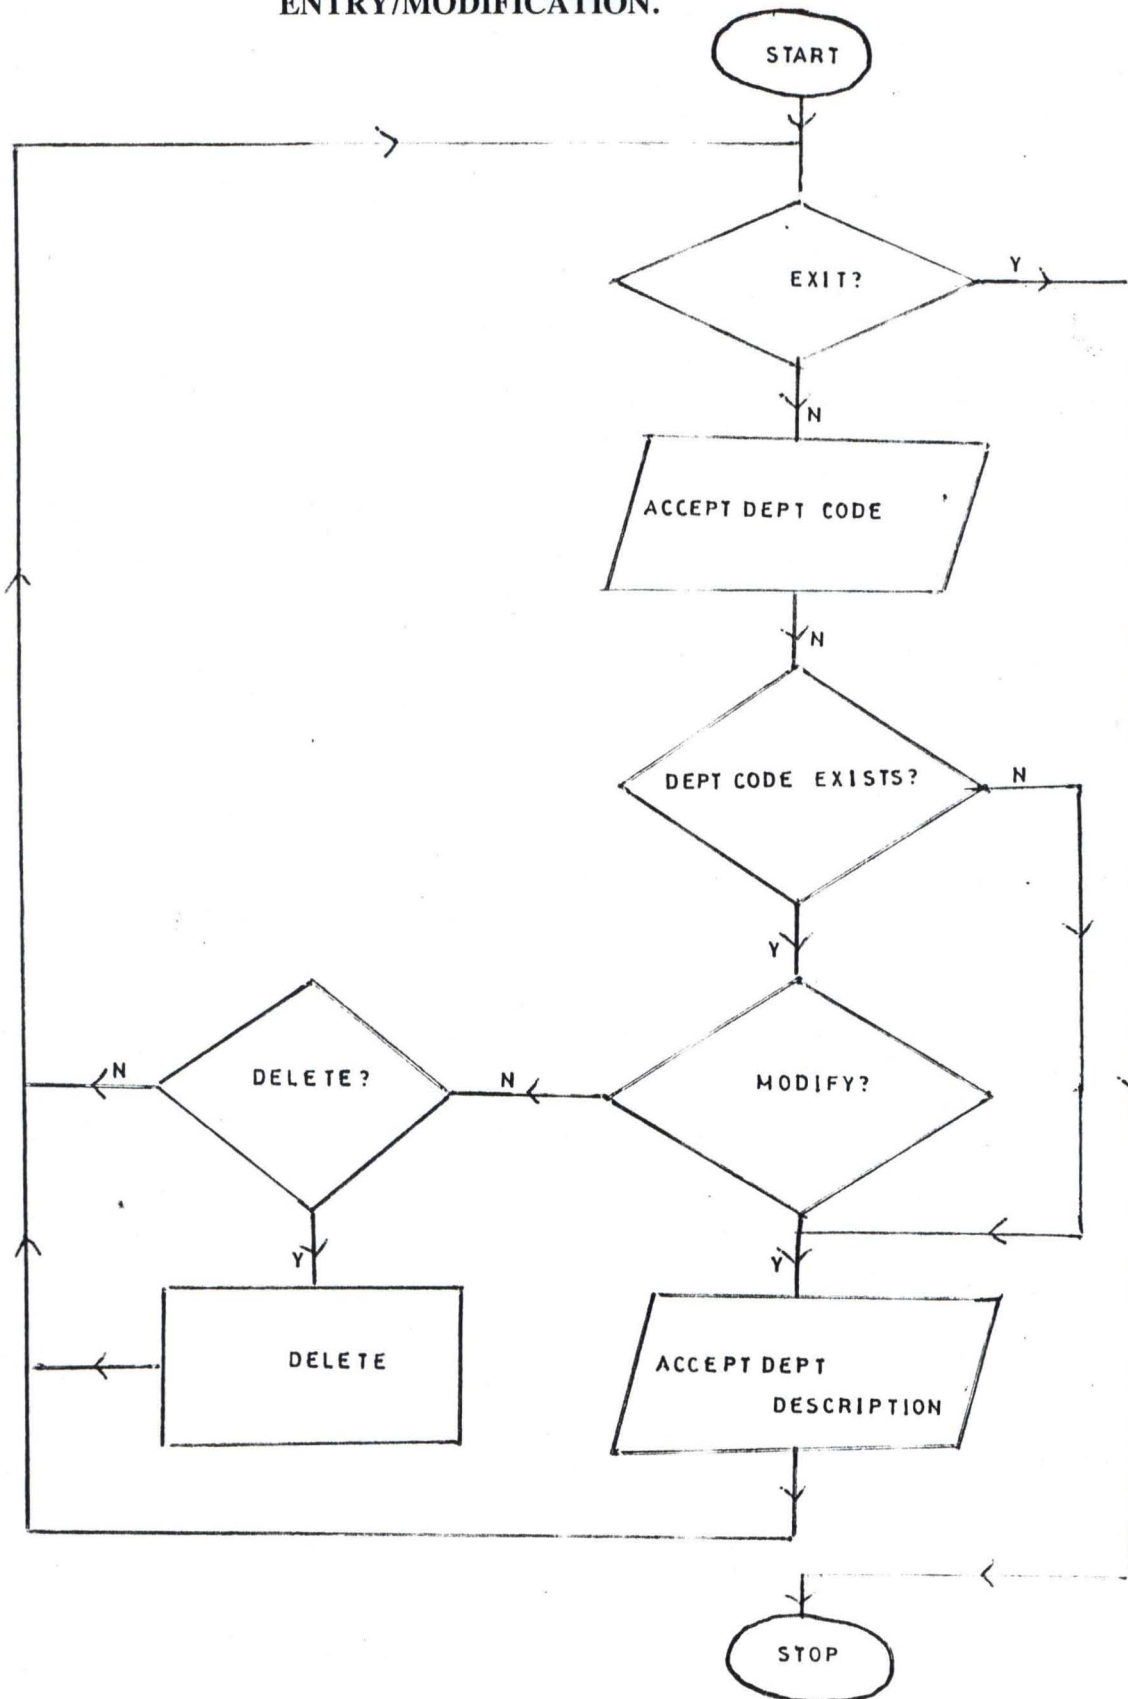 ENTRY/MODIFICATION.
START
EXIT?
Y
N
ACCEPT DEPT CODE
N
DEPT CODE EXISTS?
N
Y
DELETE?
N
N
MODIFY?
Y
Y
DELETE
ACCEPT DEPT
DESCRIPTION
STOP